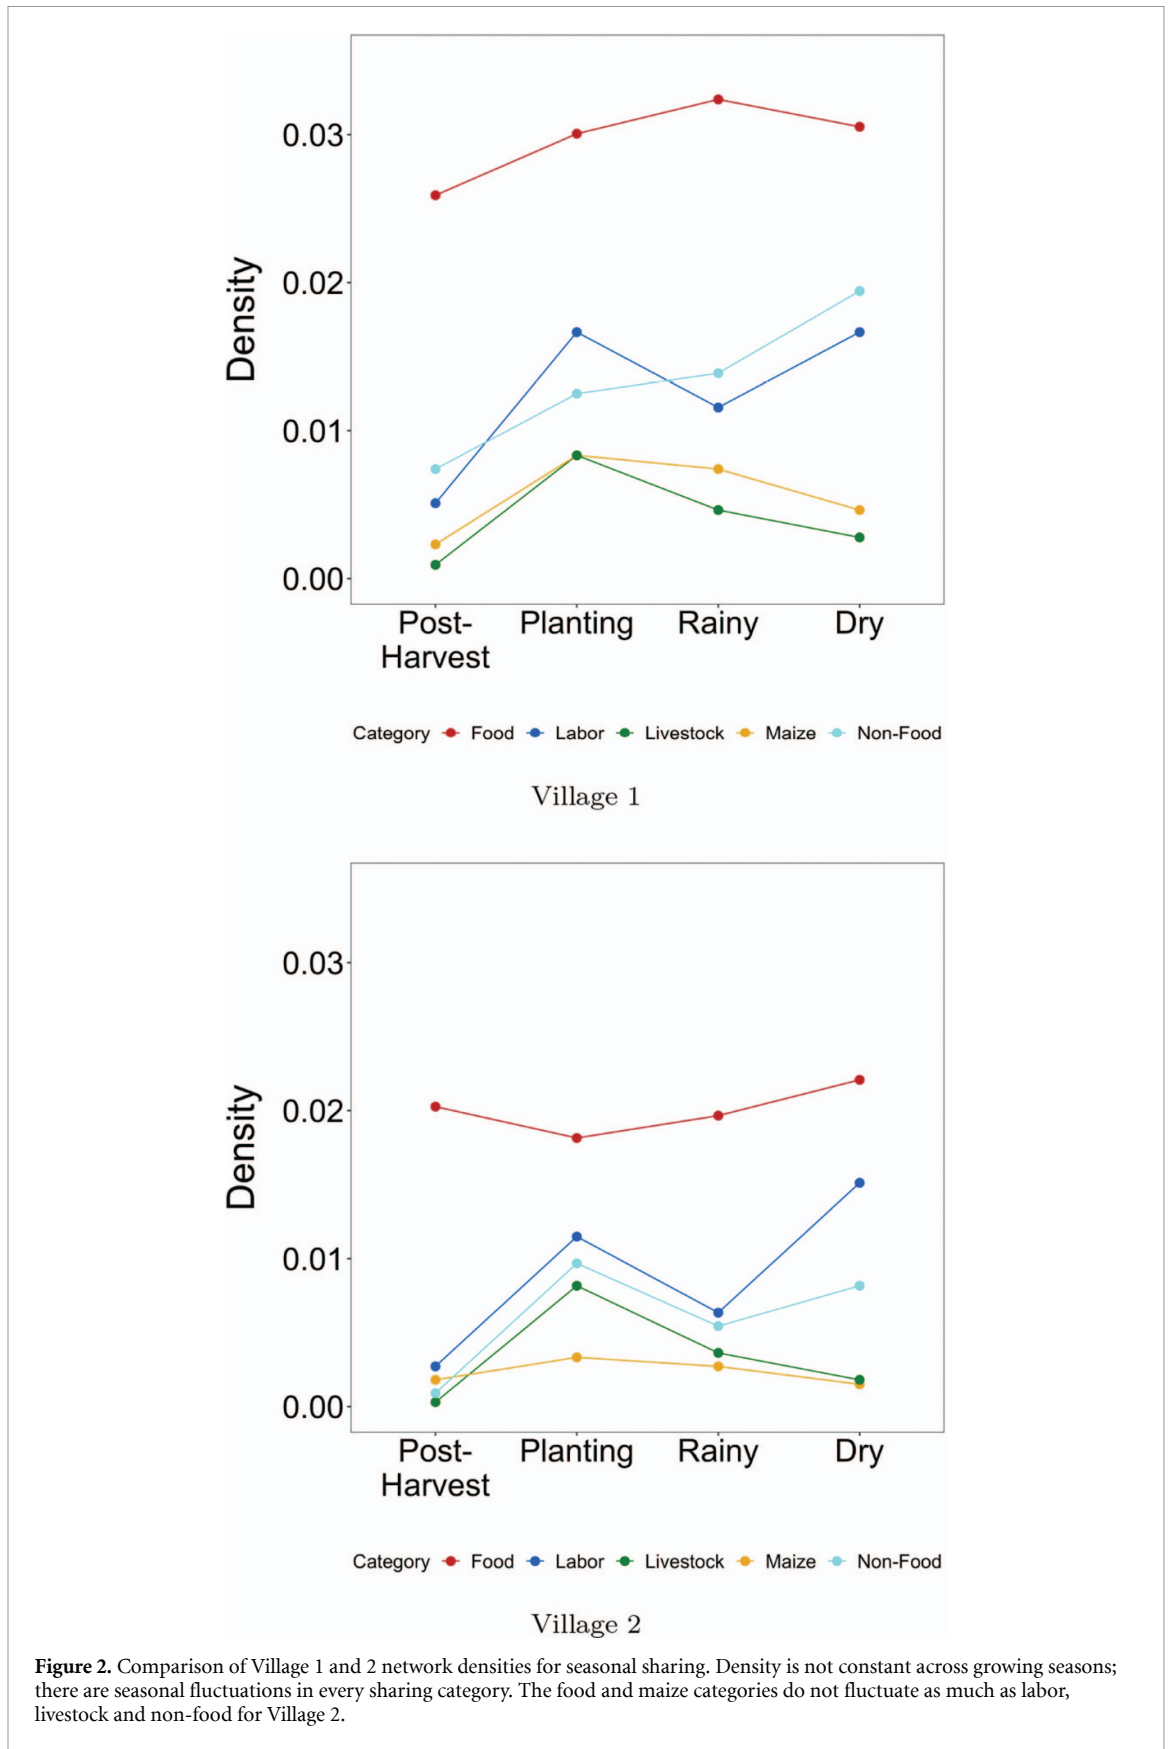 0.03
0.02
0.01
0.00
Density
Post-
Harvest
Planting
Rainy
Dry
Category Food Labor Livestock Maize Non-Food
Village 1
0.03
0.02
0.01
0.00
Density
Post-
Harvest
Planting
Rainy
Dry
Category Food Labor Livestock Maize Non-Food
Village 2
Figure 2. Comparison of Village 1 and 2 network densities for seasonal sharing. Density is not constant across growing seasons;
there are seasonal fluctuations in every sharing category. The food and maize categories do not fluctuate as much as labor,
livestock and non-food for Village 2.